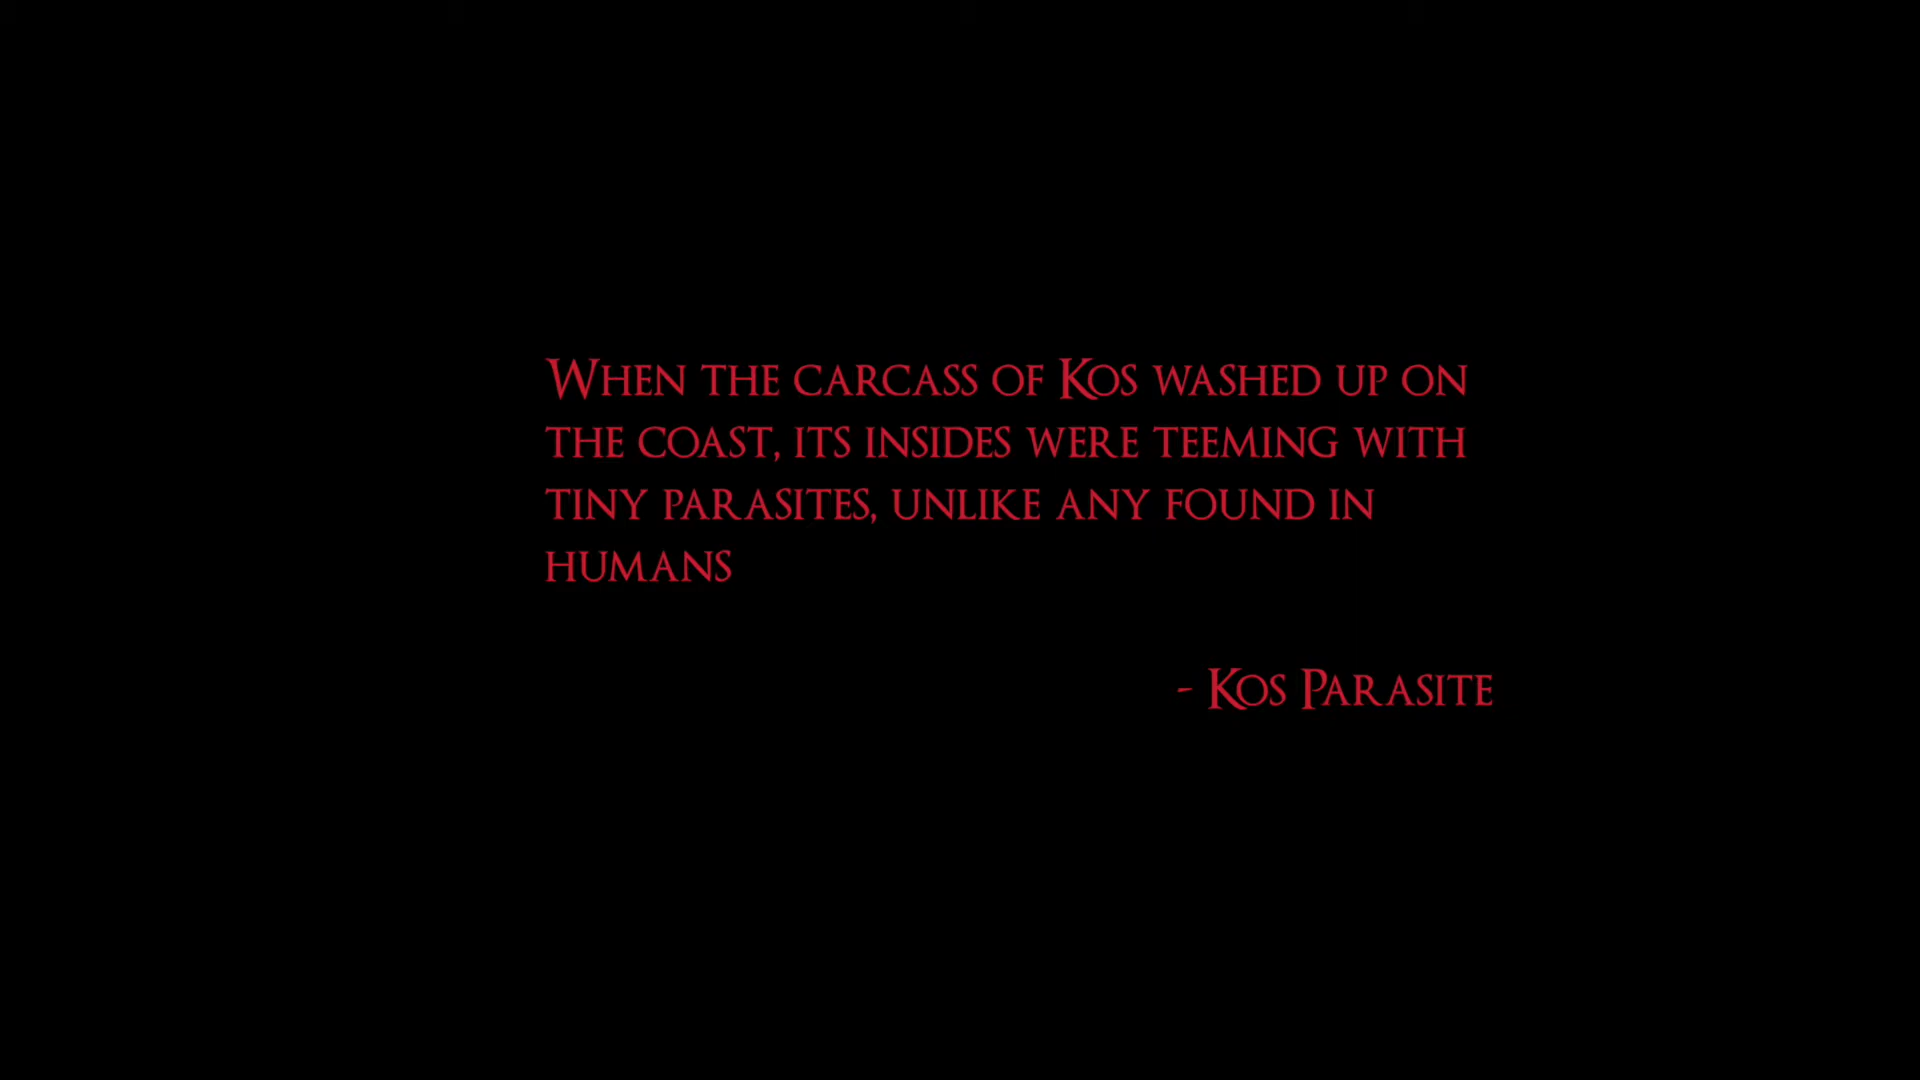 When the carcass of Kos washed up on
the coast, its insides were teeming with
tiny parasites, unlike any found in
humans
- Kos Parasite